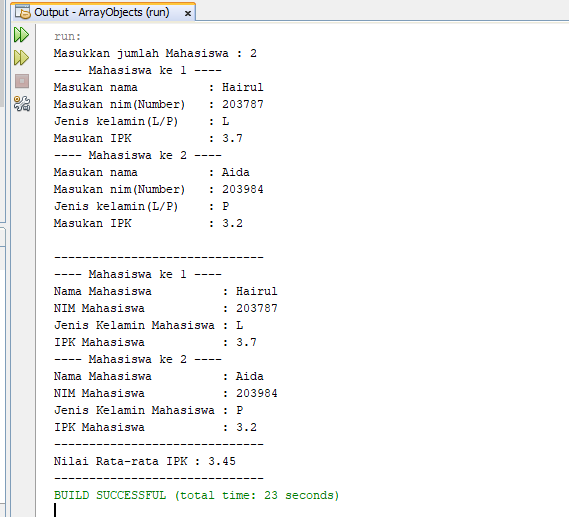 Output - ArrayObjects (run) ×
run:
Masukkan jumlah Mahasiswa : 2
---- Mahasiswa ke 1 ----
Masukan nama          : Hairul
Masukan nim(Number)   : 203787
Jenis kelamin(L/P)    : L
Masukan IPK           : 3.7
---- Mahasiswa ke 2 ----
Masukan nama          : Aida
Masukan nim(Number)   : 203984
Jenis kelamin(L/P)    : P
Masukan IPK           : 3.2
------------------------------
---- Mahasiswa ke 1 ----
Nama Mahasiswa          : Hairul
NIM Mahasiswa           : 203787
Jenis Kelamin Mahasiswa : L
IPK Mahasiswa           : 3.7
---- Mahasiswa ke 2 ----
Nama Mahasiswa          : Aida
NIM Mahasiswa           : 203984
Jenis Kelamin Mahasiswa : P
IPK Mahasiswa           : 3.2
------------------------------
Nilai Rata-rata IPK : 3.45
------------------------------
BUILD SUCCESSFUL (total time: 23 seconds)